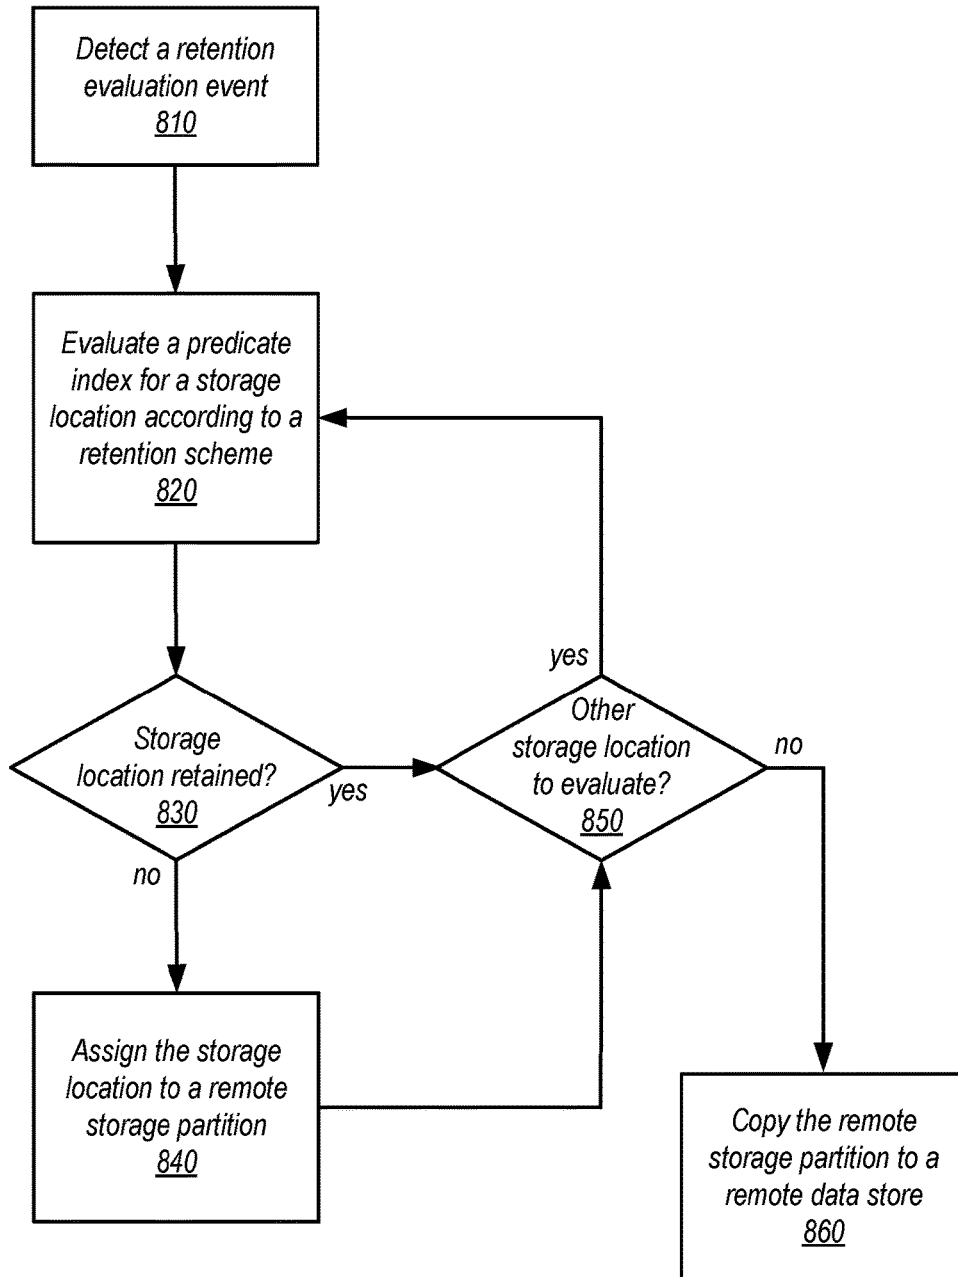 Detect a retention
evaluation event
810
Evaluate a predicate
index for a storage
location according to a
retention scheme
820
Storage
location retained?
830
yes
no
Other
storage location
to evaluate?
850
yes
no
Assign the storage
location to a remote
storage partition
840
Copy the remote
storage partition to a
remote data store
860